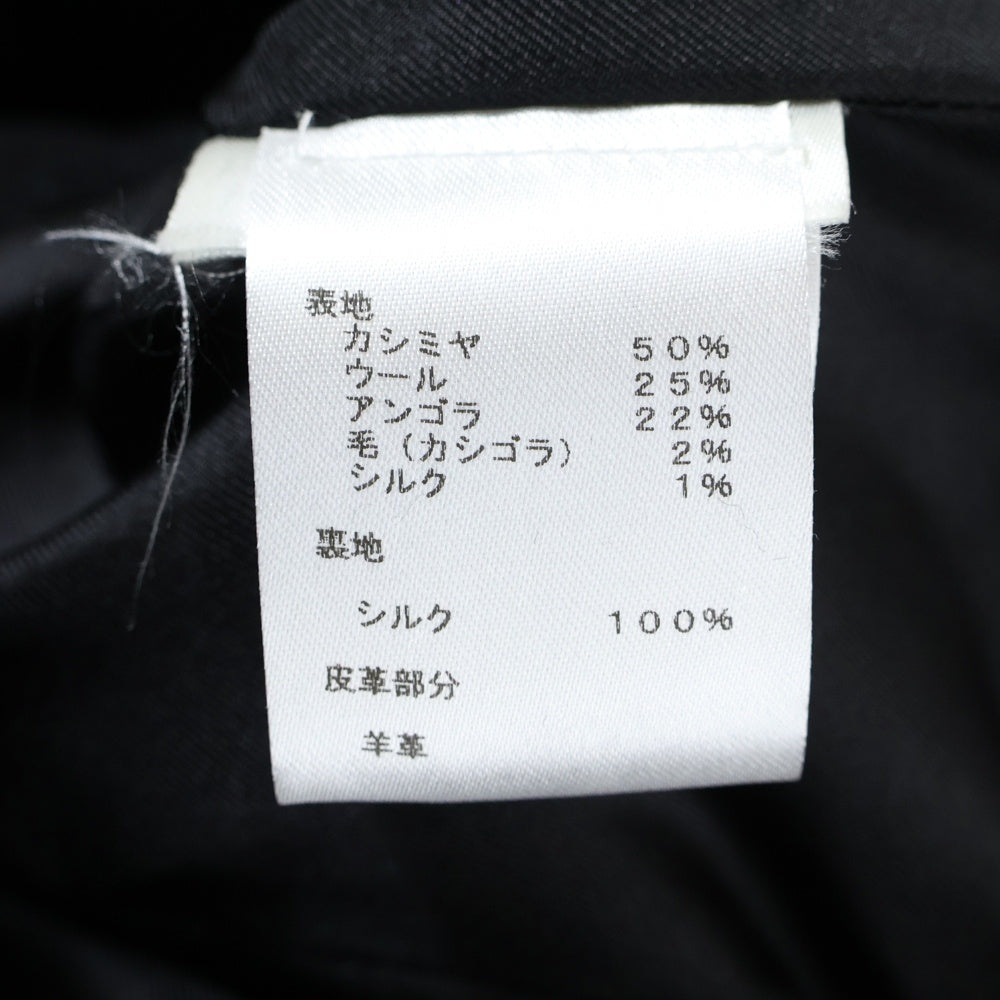 表地
カシミヤ 50%
ウール 25%
アンゴラ 22%
毛(カシゴラ) 2%
シルク 1%
裏地
シルク 100%
皮革部分
羊革